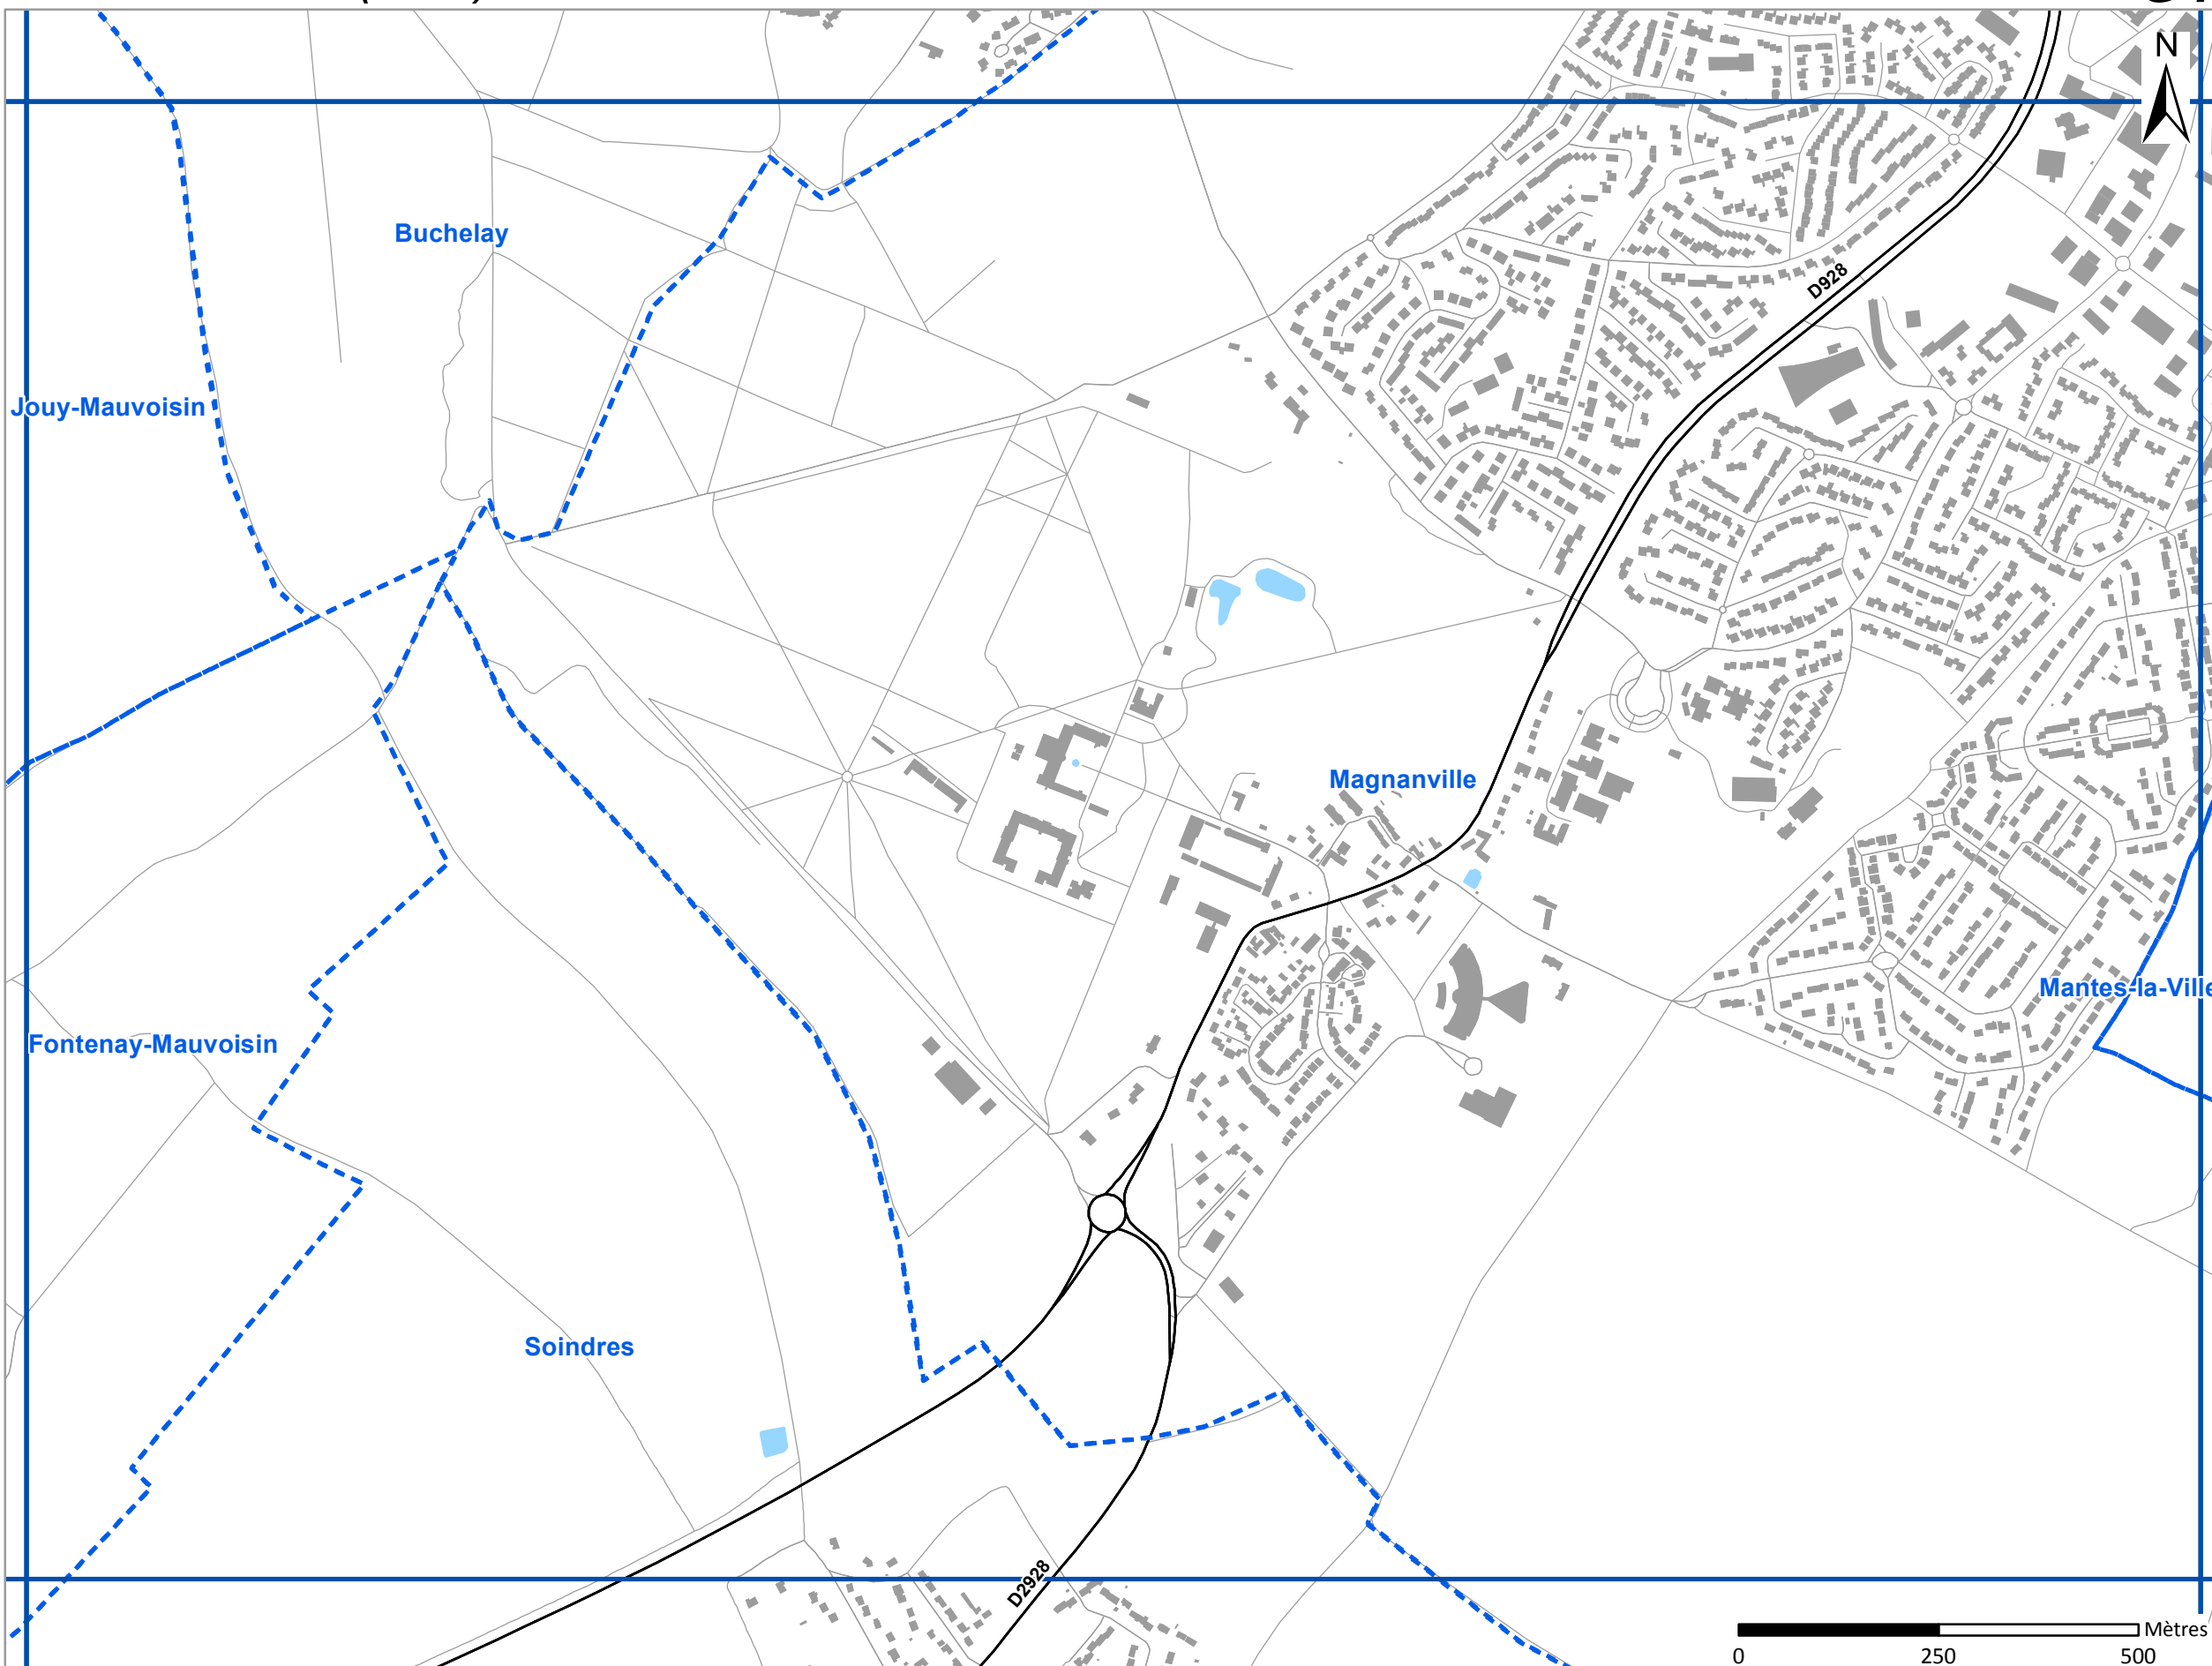 N
Buchelay
D928
Jouy-Mauvoisin
Magnanville
Mantes-la-Ville
Fontenay-Mauvoisin
Soindres
D2928
Mètres
0 250 500